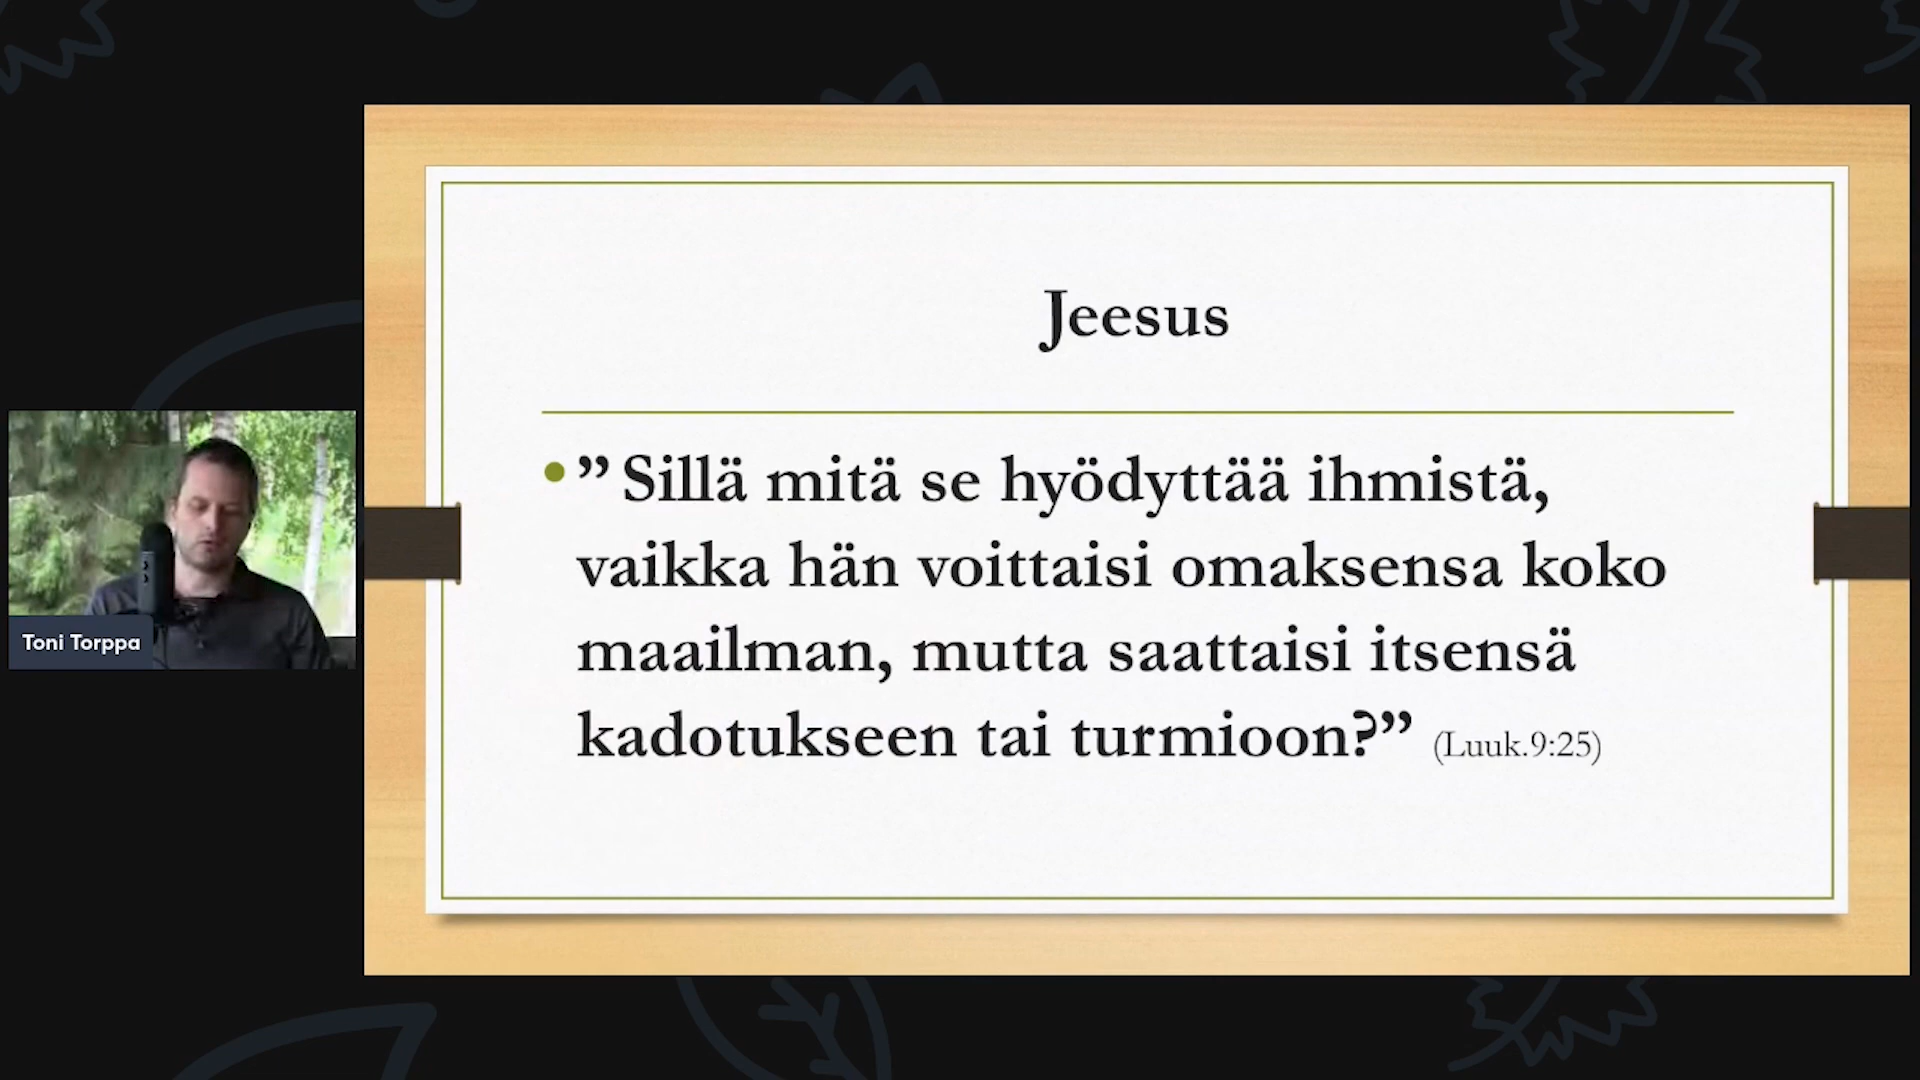 Jeesus
” Sillä mitä se hyödyttää ihmistä,
vaikka hän voittaisi omaksensa koko
maailman, mutta saattaisi itsensä
kadotukseen tai turmioon?” (Luuk.9:25)
Toni Torppa